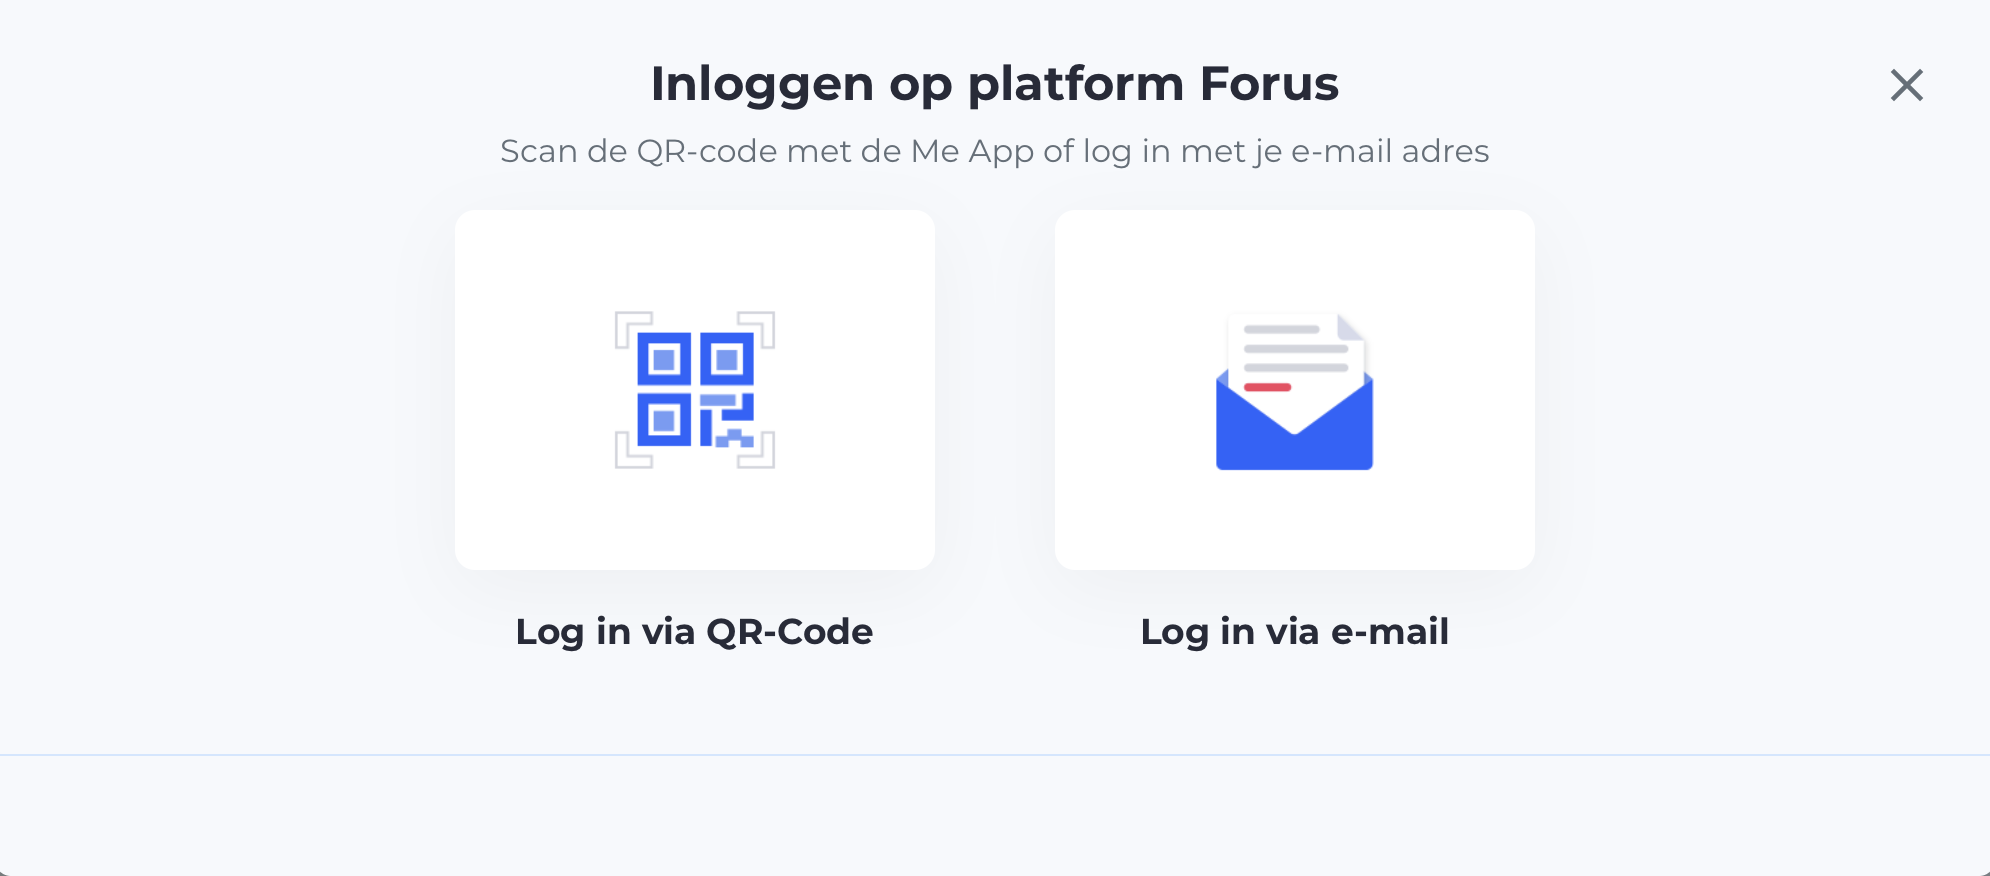 Inloggen op platform Forus
Scan de QR-code met de Me App of log in met je e-mail adres
Log in via QR-Code
Log in via e-mail